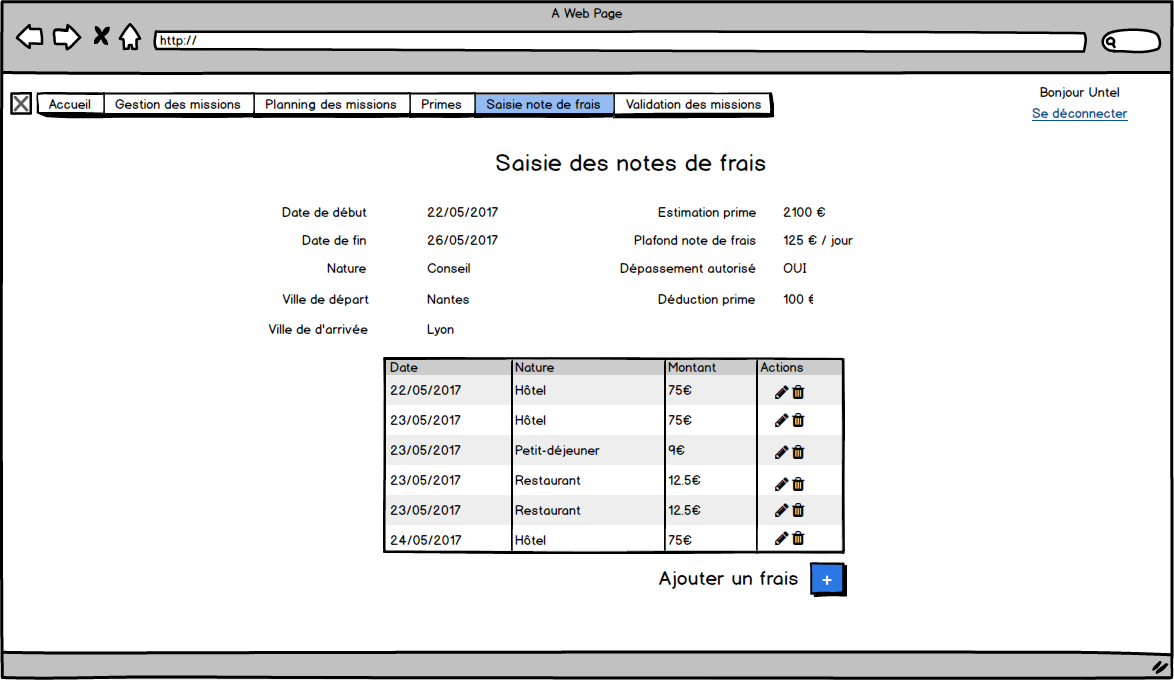 A Web Page
http://
Accueil Gestion des missions Planning des missions Primes Saisie note de frais Validation des missions
Bonjour Untel
Se déconnecter
Saisie des notes de frais
Date de début 22/05/2017 Estimation prime 2100 €
Date de fin 26/05/2017 Plafond note de frais 125 € / jour
Nature Conseil Dépassement autorisé OUI
Ville de départ Nantes Déduction prime 100 €
Ville de d'arrivée Lyon
Date Nature Montant Actions
22/05/2017 Hôtel 75€
23/05/2017 Hôtel 75€
23/05/2017 Petit-déjeuner 9€
23/05/2017 Restaurant 12.5€
23/05/2017 Restaurant 12.5€
24/05/2017 Hôtel 75€
Ajouter un frais +